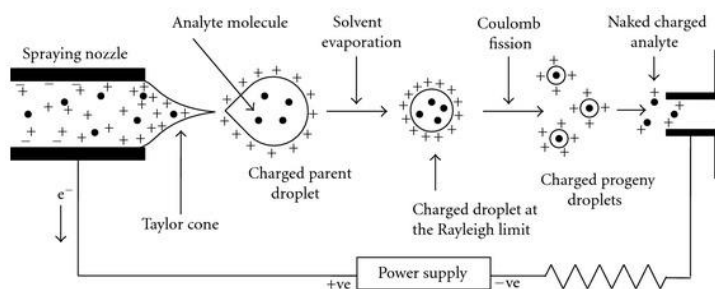 Spraying nozzle
Analyte molecule
Solvent
evaporation
Coulomb
fission
Naked charged
analyte
Charged parent
droplet
Charged droplet at
the Rayleigh limit
Charged progeny
droplets
Taylor cone
e⁻
+ve
Power supply
−ve